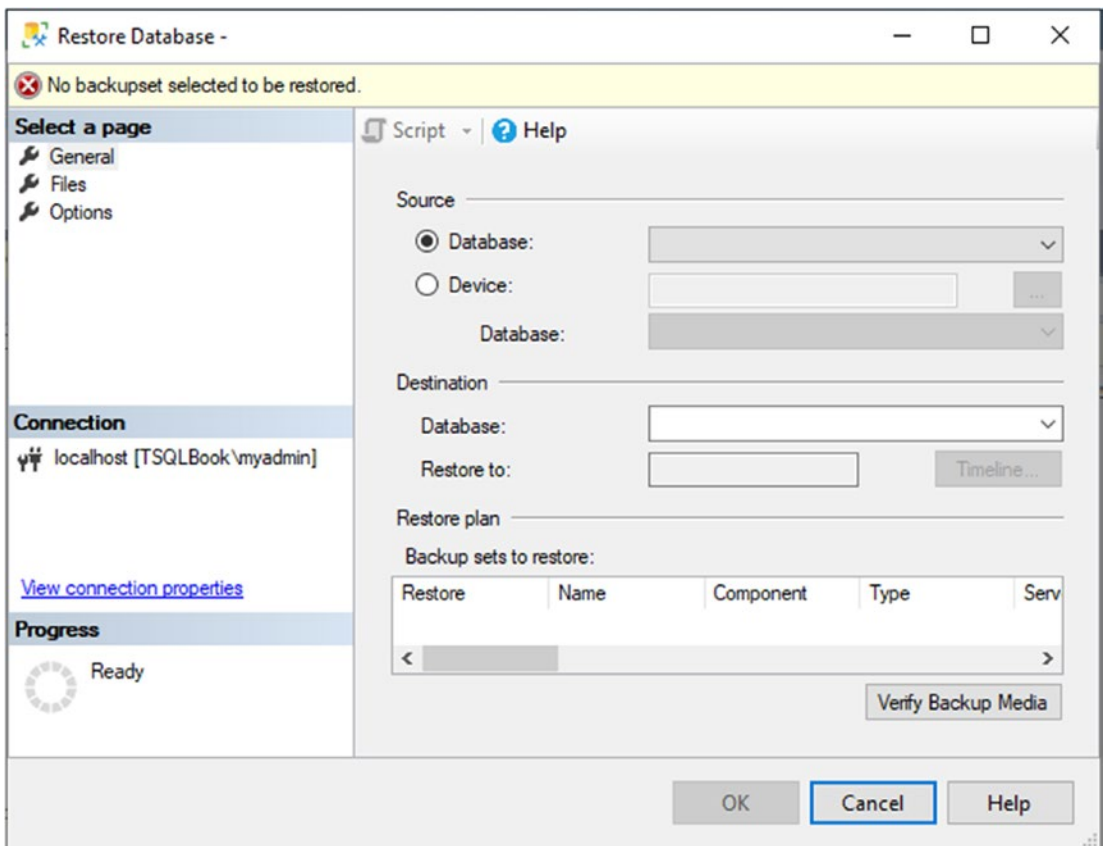 Restore Database -
No backupset selected to be restored.
Select a page
General
Files
Options
Script
Help
Source
Database:
Device:
...
Database:
Destination
Database:
Restore to:
Timeline...
Restore plan
Backup sets to restore:
Restore Name Component Type Serv
Verify Backup Media
Connection
localhost [TSQLBook\myadmin]
View connection properties
Progress
Ready
OK Cancel Help